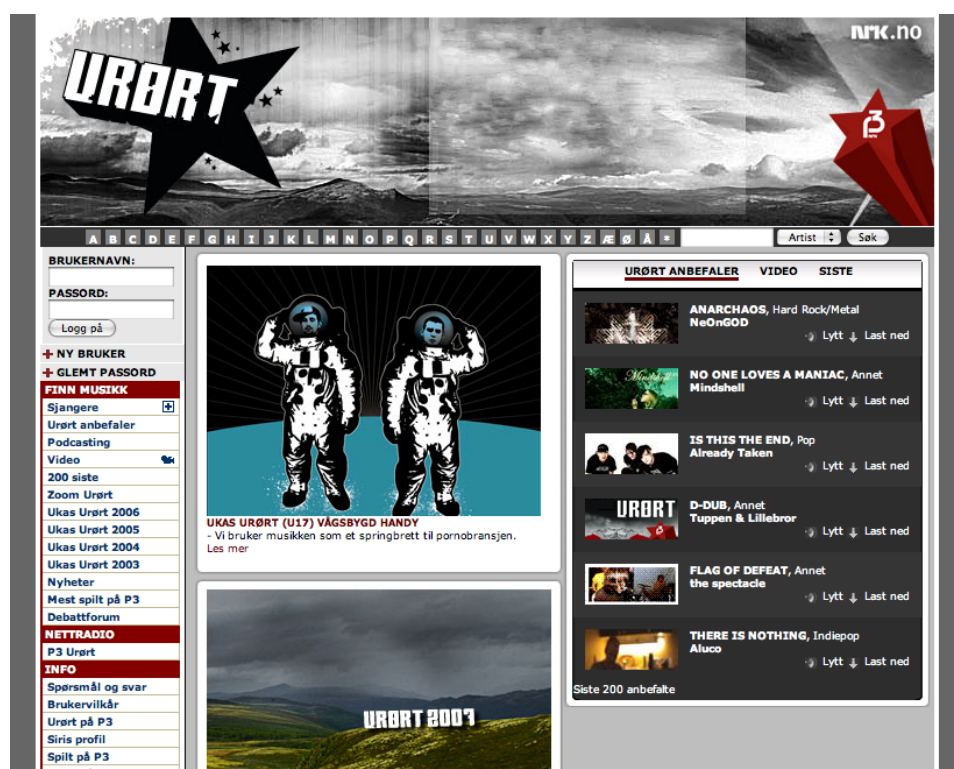 URØRT
NRK.no
P3
NRK
A B C D E F G H I J K L M N O P Q R S T U V W X Y Z Æ Ø Å *
Artist
Søk
BRUKERNAVN:
PASSORD:
Logg på
NY BRUKER
GLEMT PASSORD
FINN MUSIKK
Sjangere
Urørt anbefaler
Podcasting
Video
200 siste
Zoom Urørt
Ukas Urørt 2006
Ukas Urørt 2005
Ukas Urørt 2004
Ukas Urørt 2003
Nyheter
Mest spilt på P3
Debattforum
NETTRADIO
P3 Urørt
INFO
Spørsmål og svar
Brukervilkår
Urørt på P3
Siris profil
Spilt på P3
UKAS URØRT (U17) VÅGSBYGD HANDY
- Vi bruker musikken som et springbrett til pornobransjen.
Les mer
URØRT 2007
URØRT ANBEFALER VIDEO SISTE
ANARCHAOS, Hard Rock/Metal
NeOnGOD
Lytt Last ned
Mindshell
NO ONE LOVES A MANIAC, Annet
Mindshell
Lytt Last ned
IS THIS THE END, Pop
Already Taken
Lytt Last ned
URØRT
D-DUB, Annet
Tuppen & Lillebror
Lytt Last ned
FLAG OF DEFEAT, Annet
the spectacle
Lytt Last ned
THERE IS NOTHING, Indiepop
Aluco
Lytt Last ned
Siste 200 anbefalte